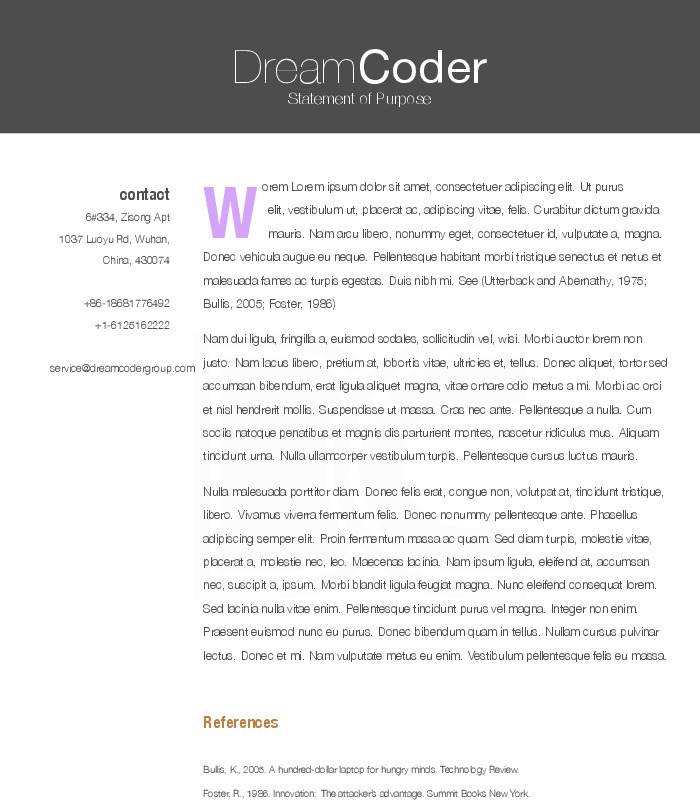 DreamCoder
Statement of Purpose
contact
6#334, Zisong Apt
1037 Luoyu Rd, Wuhan,
China, 430074
+86-18681776492
+1-6125162222
service@dreamcodergroup.com
Worem Lorem ipsum dolor sit amet, consectetuer adipiscing elit. Ut purus
elit, vestibulum ut, placerat ac, adipiscing vitae, felis. Curabitur dictum gravida
mauris. Nam arcu libero, nonummy eget, consectetuer id, vulputate a, magna.
Donec vehicula augue eu neque. Pellentesque habitant morbi tristique senectus et netus et
malesuada fames ac turpis egestas. Duis nibh mi. See (Utterback and Abernathy, 1975;
Bullis, 2005; Foster, 1986)
Nam dui ligula, fringilla a, euismod sodales, sollicitudin vel, wisi. Morbi auctor lorem non
justo. Nam lacus libero, pretium at, lobortis vitae, ultricies et, tellus. Donec aliquet, tortor sed
accumsan bibendum, erat ligula aliquet magna, vitae ornare odio metus a mi. Morbi ac orci
et nisl hendrerit mollis. Suspendisse ut massa. Cras nec ante. Pellentesque a nulla. Cum
sociis natoque penatibus et magnis dis parturient montes, nascetur ridiculus mus. Aliquam
tincidunt urna. Nulla ullamcorper vestibulum turpis. Pellentesque cursus luctus mauris.
Nulla malesuada porttitor diam. Donec felis erat, congue non, volutpat at, tincidunt tristique,
libero. Vivamus viverra fermentum felis. Donec nonummy pellentesque ante. Phasellus
adipiscing semper elit. Proin fermentum massa ac quam. Sed diam turpis, molestie vitae,
placerat a, molestie nec, leo. Maecenas lacinia. Nam ipsum ligula, eleifend at, accumsan
nec, suscipit a, ipsum. Morbi blandit ligula feugiat magna. Nunc eleifend consequat lorem.
Sed lacinia nulla vitae enim. Pellentesque tincidunt purus vel magna. Integer non enim.
Praesent euismod nunc eu purus. Donec bibendum quam in tellus. Nullam cursus pulvinar
lectus. Donec et mi. Nam vulputate metus eu enim. Vestibulum pellentesque felis eu massa.
References
Bullis, K., 2005. A hundred-dollar laptop for hungry minds. Technology Review.
Foster, R., 1986. Innovation: The attacker's advantage. Summit Books New York.